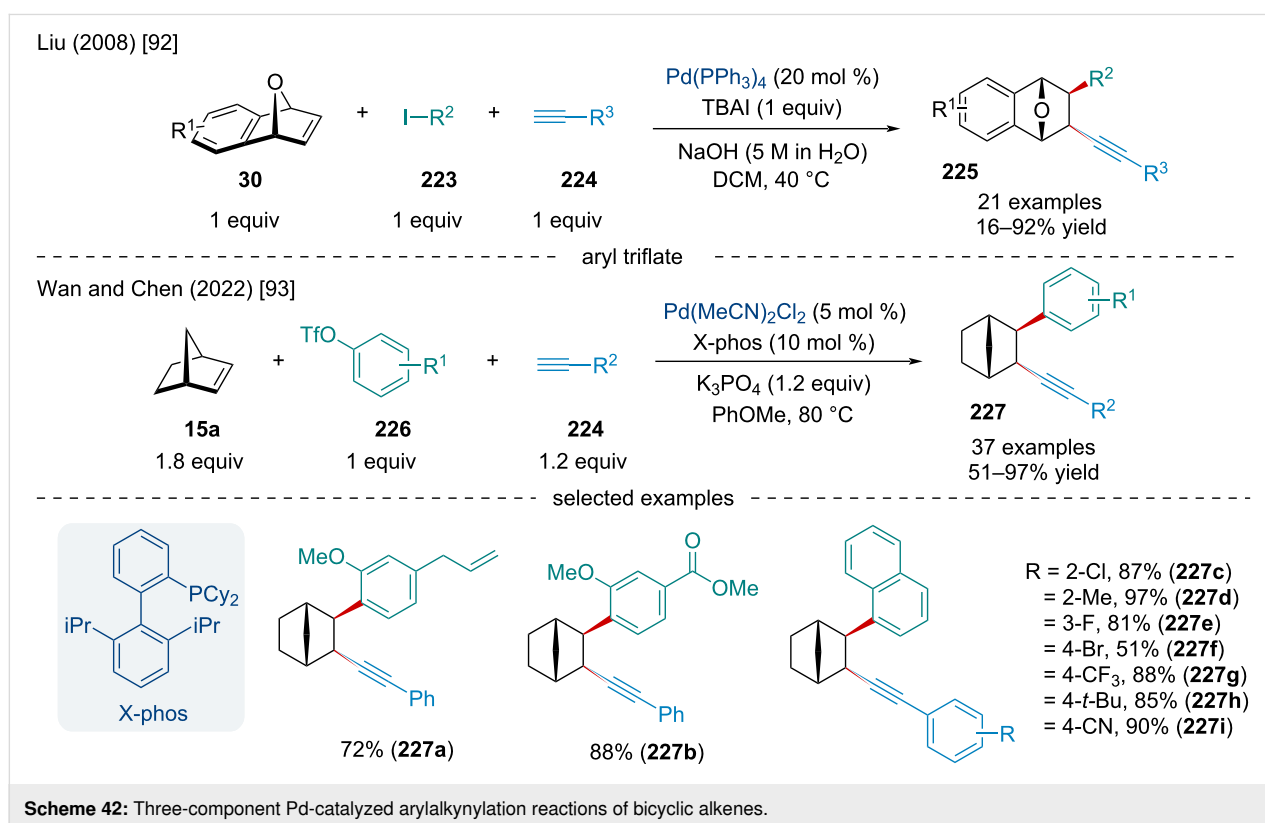 Liu (2008) [92]
O
R¹
+
I–R²
+
R³
Pd(PPh₃)₄ (20 mol %)
TBAI (1 equiv)
NaOH (5 M in H₂O)
DCM, 40 °C
R¹
O
R²
R³
30
223
224
225
1 equiv
1 equiv
1 equiv
21 examples
16–92% yield
aryl triflate
Wan and Chen (2022) [93]
+
TfO
R¹
+
R²
Pd(MeCN)₂Cl₂ (5 mol %)
X-phos (10 mol %)
K₃PO₄ (1.2 equiv)
PhOMe, 80 °C
R¹
R²
15a
226
224
227
1.8 equiv
1 equiv
1.2 equiv
37 examples
51–97% yield
selected examples
PCy₂
iPr
iPr
X-phos
MeO
Ph
72% (227a)
MeO
O
OMe
Ph
88% (227b)
R
R = 2-Cl, 87% (227c)
= 2-Me, 97% (227d)
= 3-F, 81% (227e)
= 4-Br, 51% (227f)
= 4-CF₃, 88% (227g)
= 4-t-Bu, 85% (227h)
= 4-CN, 90% (227i)
Scheme 42: Three-component Pd-catalyzed arylalkynylation reactions of bicyclic alkenes.